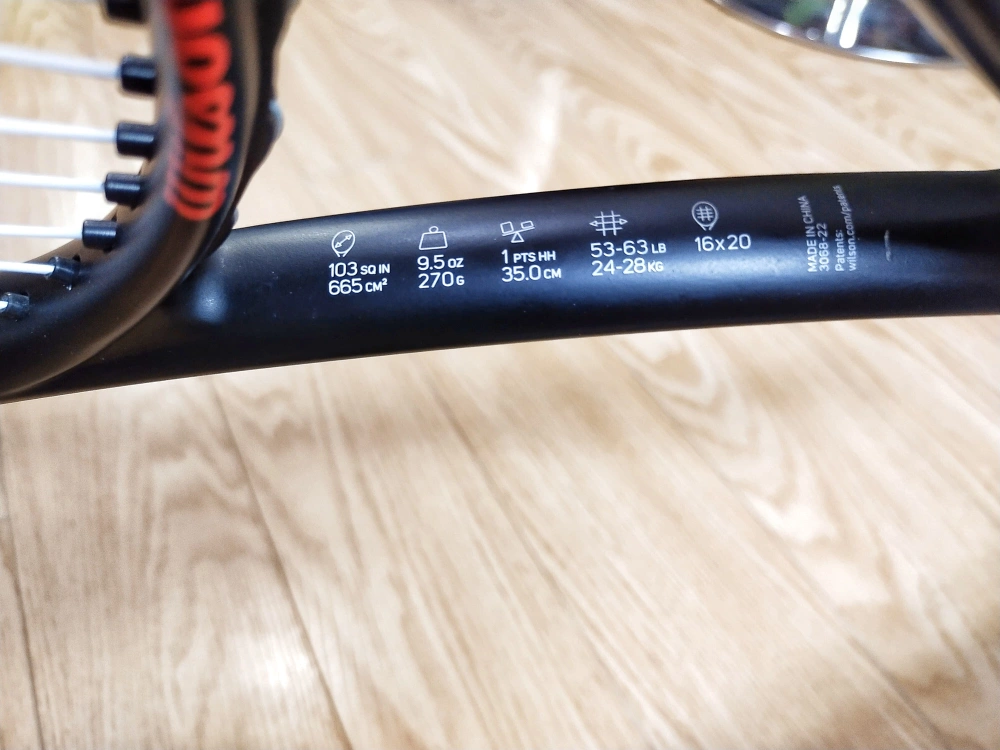 Wilson
103 SQ IN
665 CM²
9.5 OZ
270 G
1 PTS HH
35.0 CM
53-63 LB
24-28 KG
16x20
MADE IN CHINA
3068-22
Patents:
wilson.com/patents